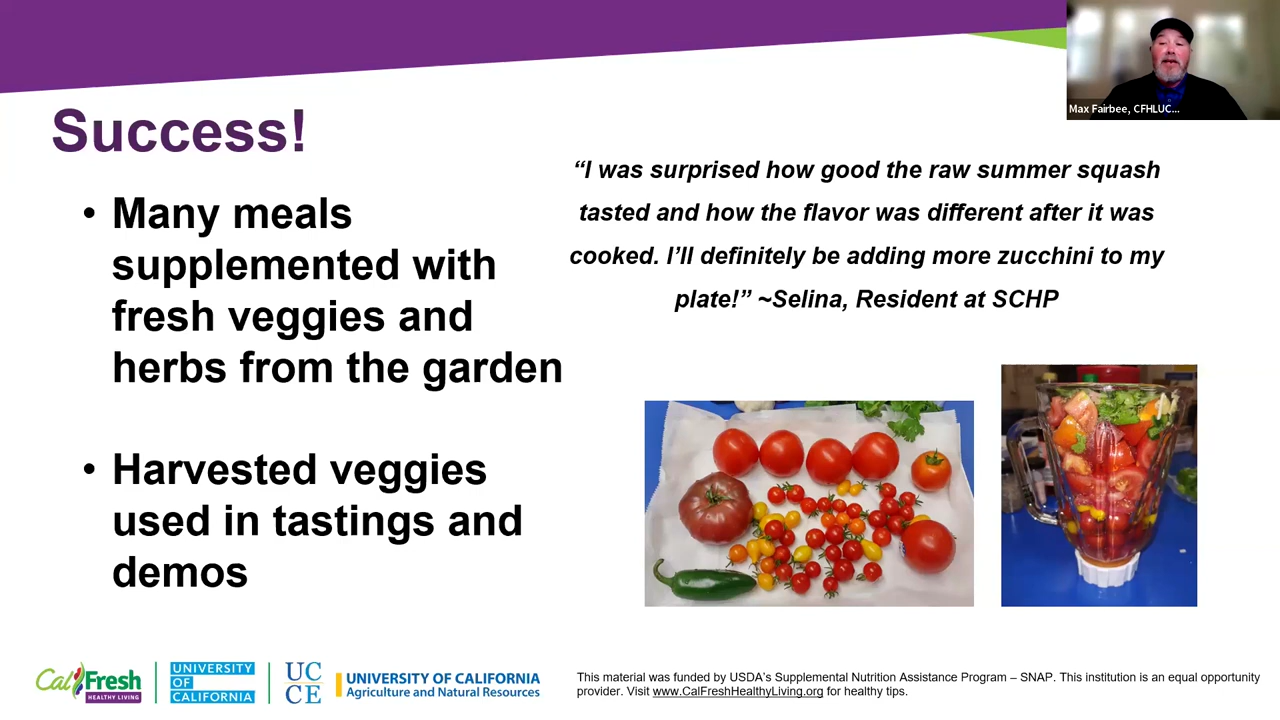 Max Fairbee, CFHLUC...
Success!
• Many meals
supplemented with
fresh veggies and
herbs from the garden
• Harvested veggies
used in tastings and
demos
“I was surprised how good the raw summer squash
tasted and how the flavor was different after it was
cooked. I’ll definitely be adding more zucchini to my
plate!” ~Selina, Resident at SCHP
CalFresh
HEALTHY LIVING
UNIVERSITY
OF
CALIFORNIA
UC
CE
UNIVERSITY OF CALIFORNIA
Agriculture and Natural Resources
This material was funded by USDA’s Supplemental Nutrition Assistance Program – SNAP. This institution is an equal opportunity
provider. Visit www.CalFreshHealthyLiving.org for healthy tips.